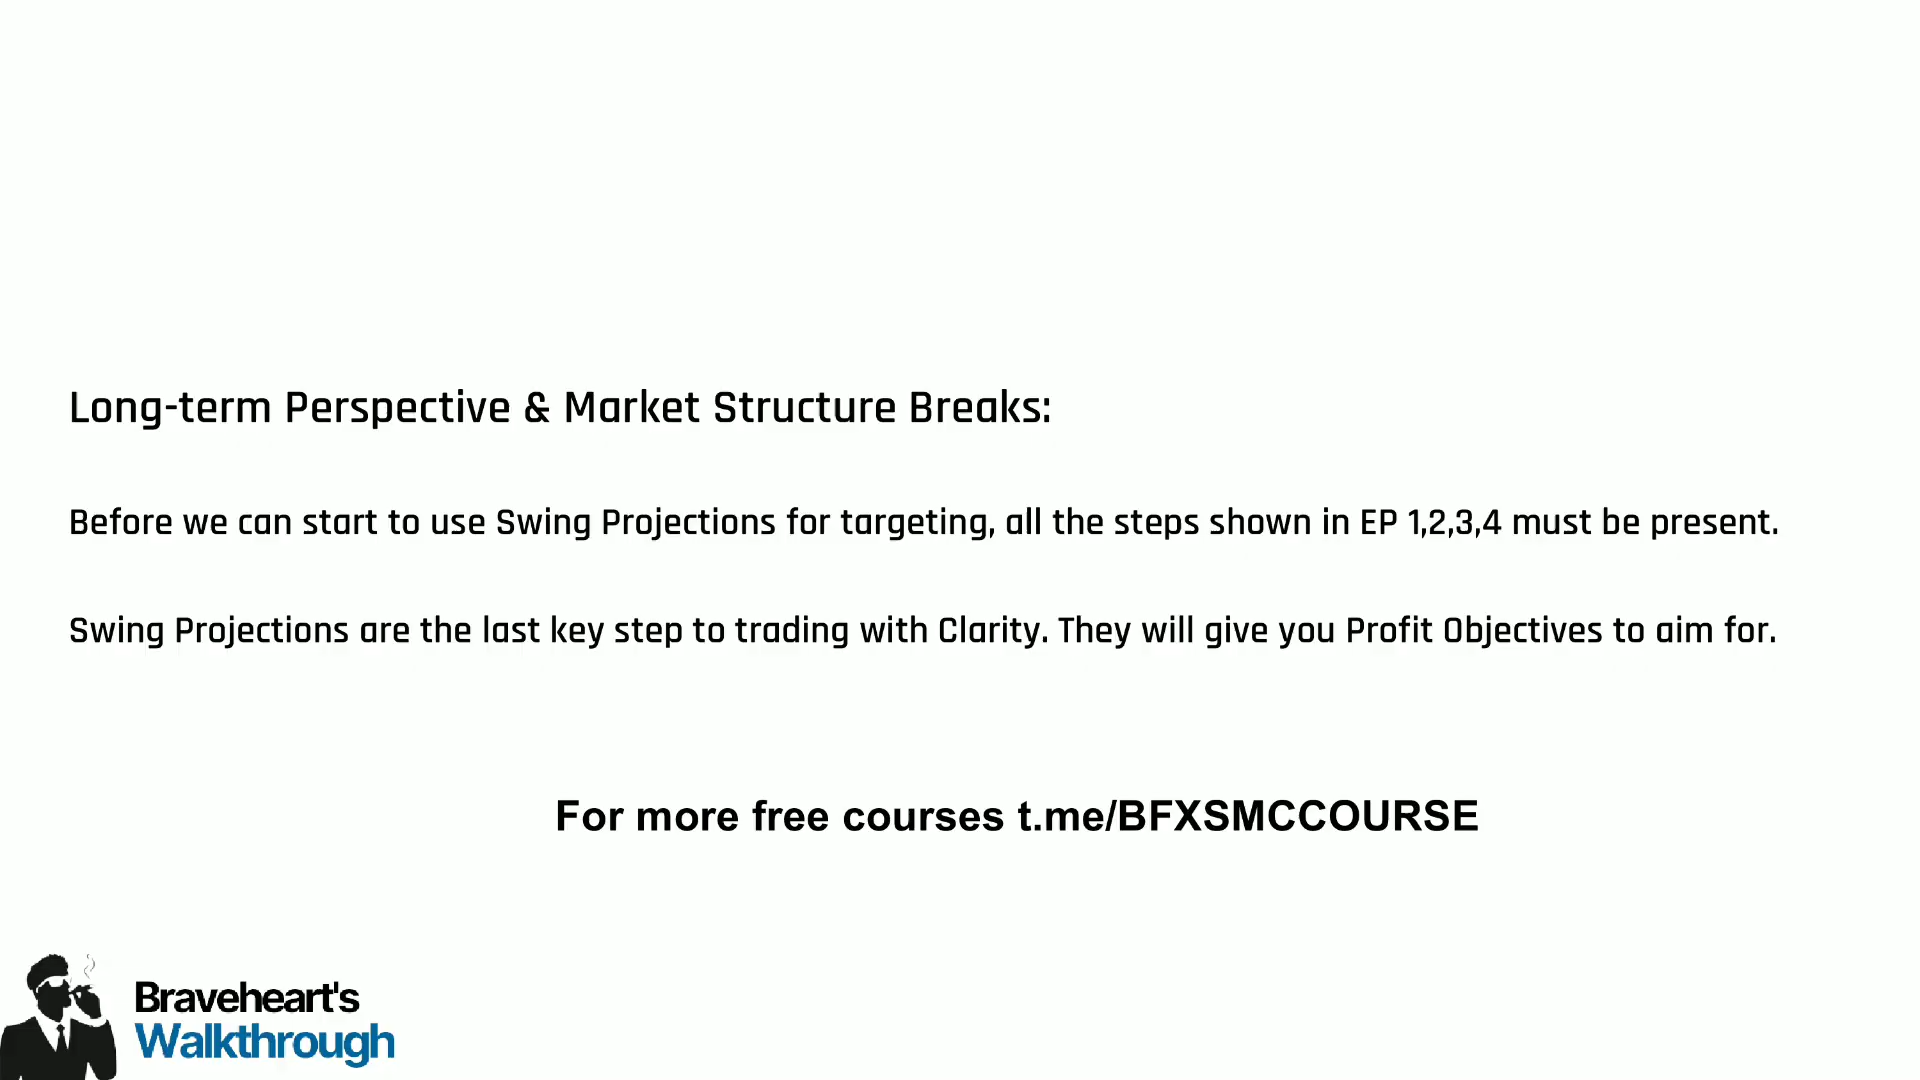 Long-term Perspective & Market Structure Breaks:
Before we can start to use Swing Projections for targeting, all the steps shown in EP 1,2,3,4 must be present.
Swing Projections are the last key step to trading with Clarity. They will give you Profit Objectives to aim for.
For more free courses t.me/BFXSMCCOURSE
Braveheart's
Walkthrough